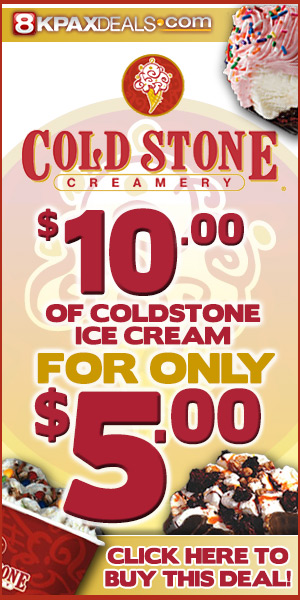 8KPAXDEALS.com
COLD STONE
CREAMERY
$10.00
OF COLDSTONE
ICE CREAM
FOR ONLY
$5.00
STONE
CLICK HERE TO
BUY THIS DEAL!